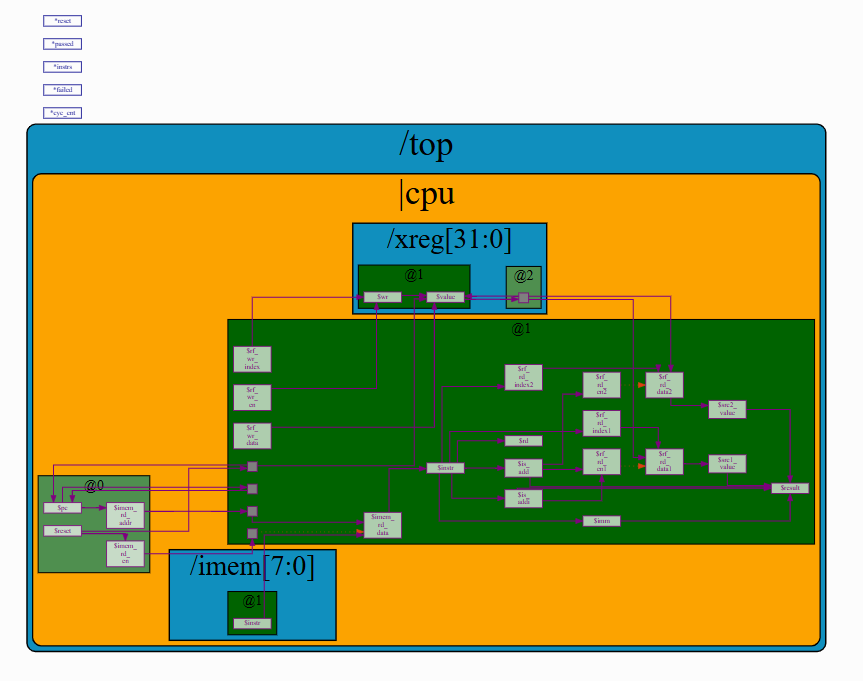 *reset
*passed
*instrs
*failed
*cyc_cnt
/top
|cpu
/xreg[31:0]
@1
@2
$wr
$value
@1
$rf_
wr_
index
$rf_
wr_
en
$rf_
wr_
data
$rf_
rd_
index2
$rf_
rd_
en2
$rf_
rd_
data2
$src2_
value
$rf_
rd_
index1
$rd
$instr
$is_
add
$rf_
rd_
en1
$rf_
rd_
data1
$src1_
value
$is_
addi
$result
$imm
$imem_
rd_
data
@0
$pc
$imem_
rd_
addr
$reset
$imem_
rd_
en
/imem[7:0]
@1
$instr